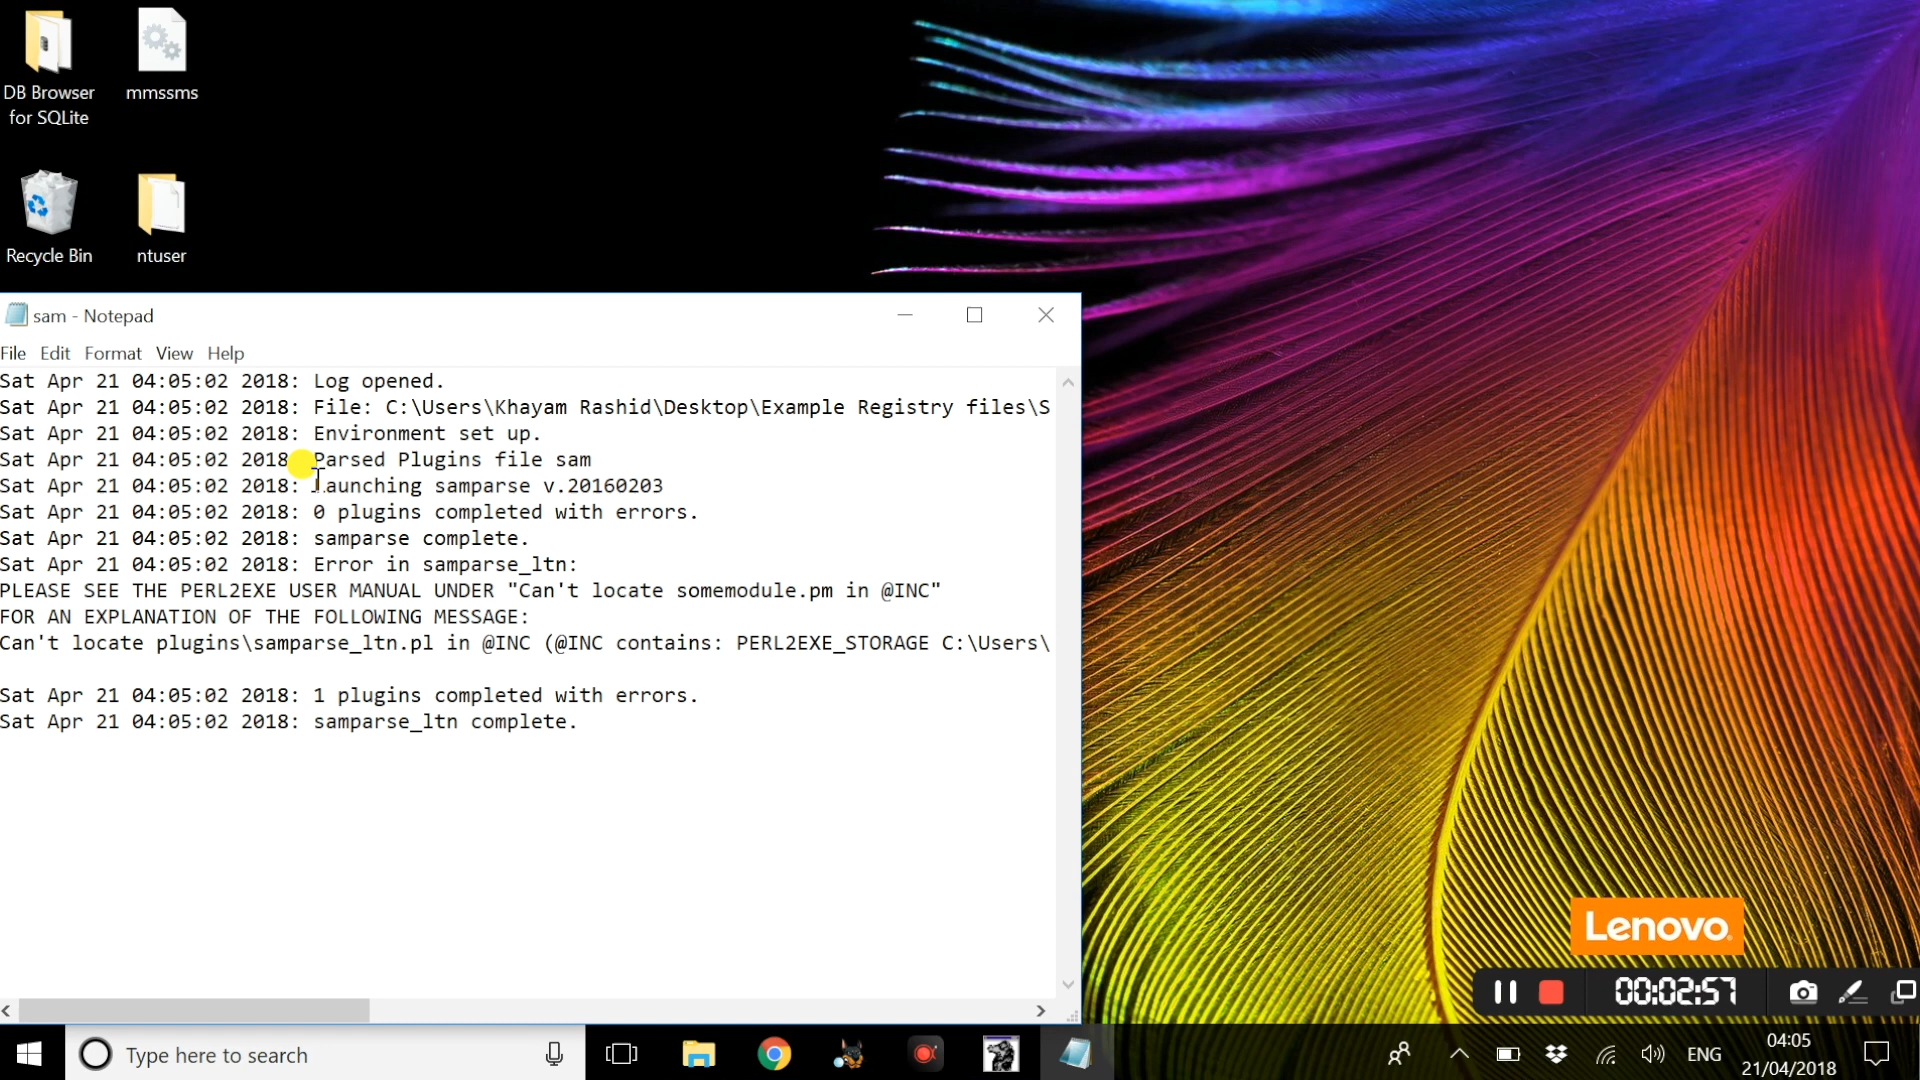 DB Browser
for SQLite
mmssms
Recycle Bin
ntuser
sam - Notepad
File Edit Format View Help
Sat Apr 21 04:05:02 2018: Log opened.
Sat Apr 21 04:05:02 2018: File: C:\Users\Khayam Rashid\Desktop\Example Registry files\S
Sat Apr 21 04:05:02 2018: Environment set up.
Sat Apr 21 04:05:02 2018: Parsed Plugins file sam
Sat Apr 21 04:05:02 2018: Launching samparse v.20160203
Sat Apr 21 04:05:02 2018: 0 plugins completed with errors.
Sat Apr 21 04:05:02 2018: samparse complete.
Sat Apr 21 04:05:02 2018: Error in samparse_ltn:
PLEASE SEE THE PERL2EXE USER MANUAL UNDER "Can't locate somemodule.pm in @INC"
FOR AN EXPLANATION OF THE FOLLOWING MESSAGE:
Can't locate plugins\samparse_ltn.pl in @INC (@INC contains: PERL2EXE_STORAGE C:\Users\
Sat Apr 21 04:05:02 2018: 1 plugins completed with errors.
Sat Apr 21 04:05:02 2018: samparse_ltn complete.
Lenovo
00:02:57
Type here to search
ENG
04:05
21/04/2018